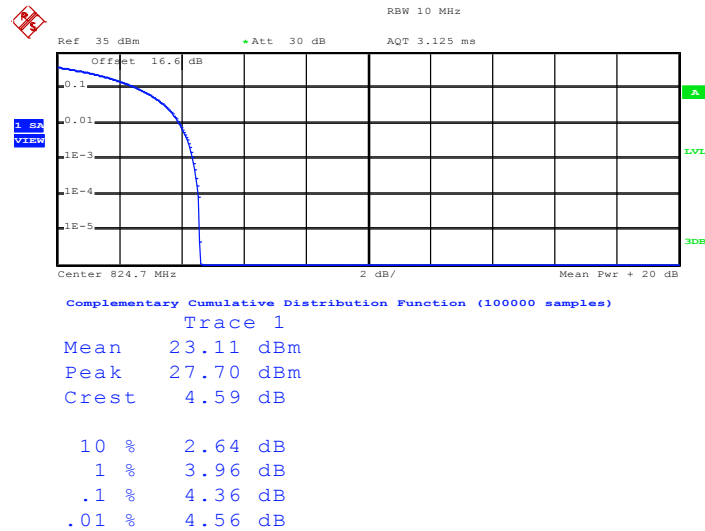 R S
RBW 10 MHz
Ref 35 dBm * Att 30 dB AQT 3.125 ms
Offset 16.6 dB
0.1
A
0.01
1 SA
VIEW
1E-3
LVL
1E-4
1E-5
3DB
Center 824.7 MHz 2 dB/ Mean Pwr + 20 dB
Complementary Cumulative Distribution Function (100000 samples)
Trace 1
Mean 23.11 dBm
Peak 27.70 dBm
Crest 4.59 dB
10 % 2.64 dB
1 % 3.96 dB
.1 % 4.36 dB
.01 % 4.56 dB